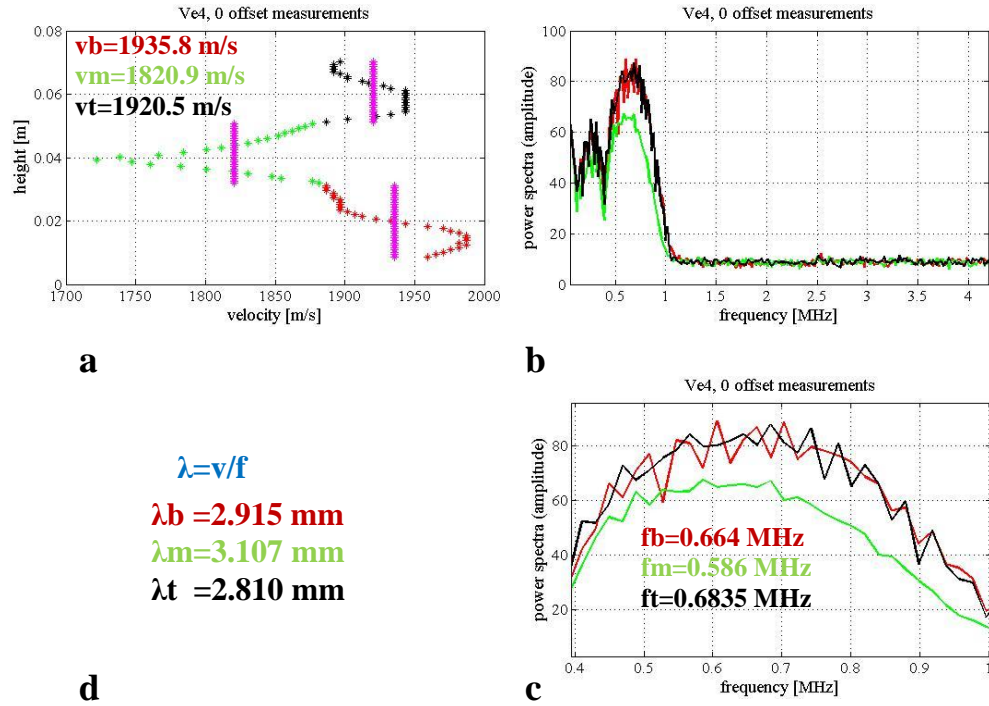 Ve4, 0 offset measurements
vb=1935.8 m/s
vm=1820.9 m/s
vt=1920.5 m/s
height [m]
0.08
0.06
0.04
0.02
0
1700
1800
1850
1900
1950
2000
velocity [m/s]
a
Ve4, 0 offset measurements
power spectra (amplitude)
100
80
60
40
20
0
0.5
1
1.5
2
2.5
3
3.5
4
frequency [MHz]
b
λ=v/f
λb =2.915 mm
λm=3.107 mm
λt =2.810 mm
d
Ve4, 0 offset measurements
power spectra (amplitude)
80
60
40
20
fb=0.664 MHz
fm=0.586 MHz
ft=0.6835 MHz
0.4
0.5
0.6
0.7
0.8
0.9
1
frequency [MHz]
c